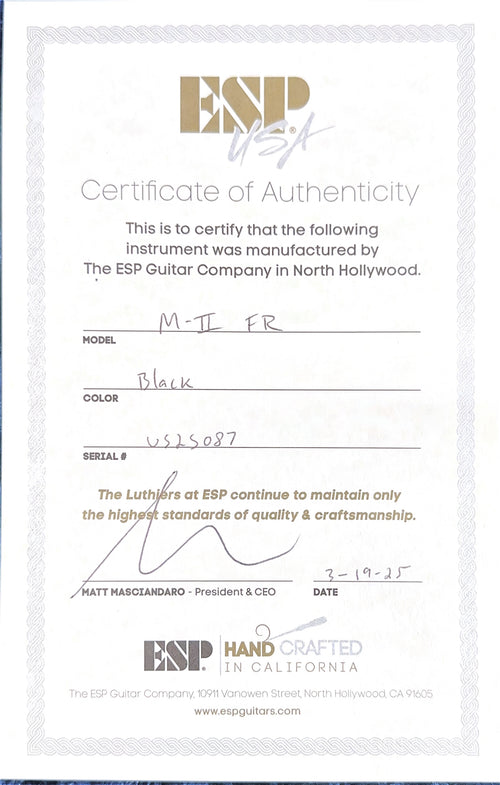 ESP
USA
Certificate of Authenticity
This is to certify that the following
instrument was manufactured by
The ESP Guitar Company in North Hollywood.
M-II FR
MODEL
Black
COLOR
US25087
SERIAL #
The Luthiers at ESP continue to maintain only
the highest standards of quality & craftsmanship.
3-19-25
MATT MASCIANDARO - President & CEO DATE
ESP HAND CRAFTED
IN CALIFORNIA
The ESP Guitar Company, 10911 Vanowen Street, North Hollywood, CA 91605
www.espguitars.com